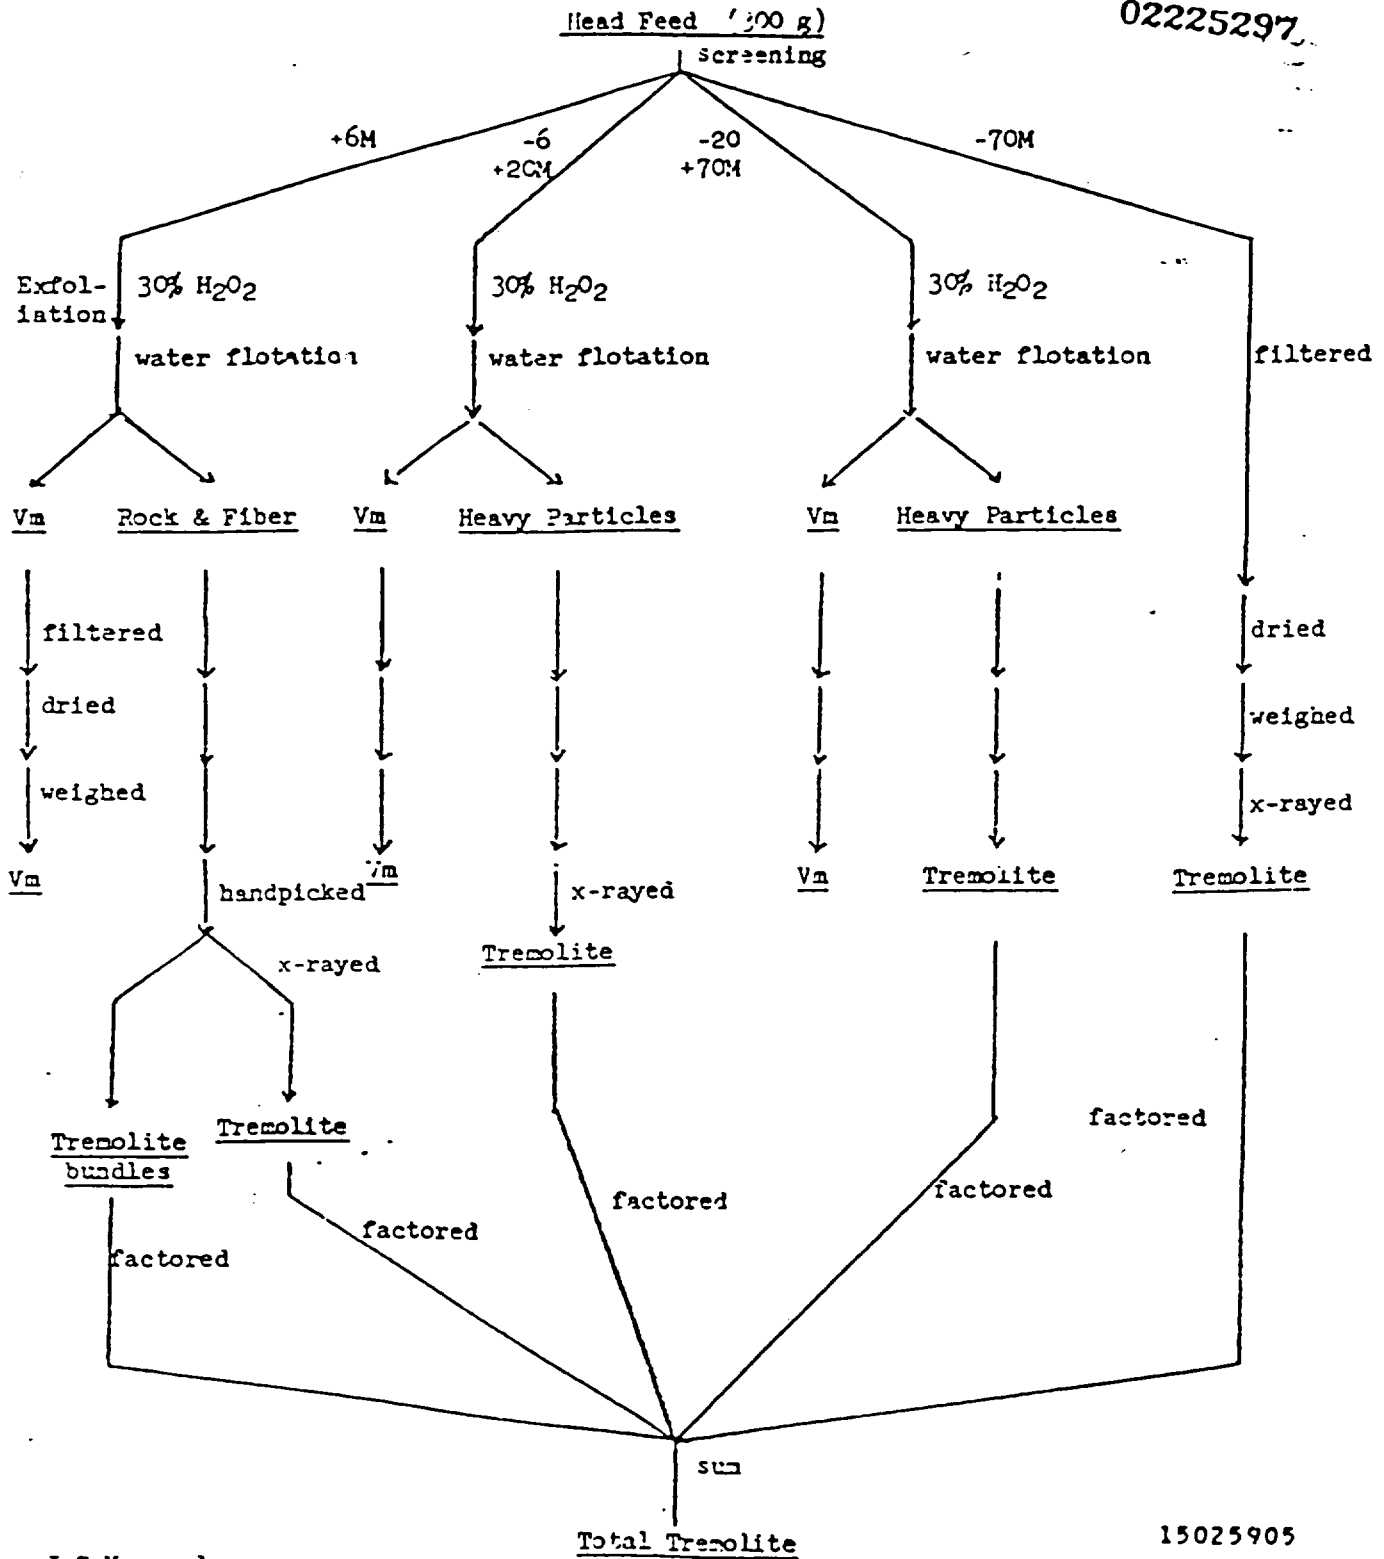 02225297
Head Feed (300 g)
screening
+6M
-6
+20M
-20
+70M
-70M
Exfol-
iation
30% H2O2
30% H2O2
30% H2O2
water flotation
water flotation
water flotation
filtered
Vm
Rock & Fiber
Vm
Heavy Particles
Vm
Heavy Particles
filtered
dried
dried
weighed
weighed
x-rayed
Vm
handpicked
Vm
x-rayed
Vm
Tremolite
Tremolite
x-rayed
Tremolite
Tremolite
bundles
Tremolite
factored
factored
factored
factored
factored
sum
Total Tremolite
15025905